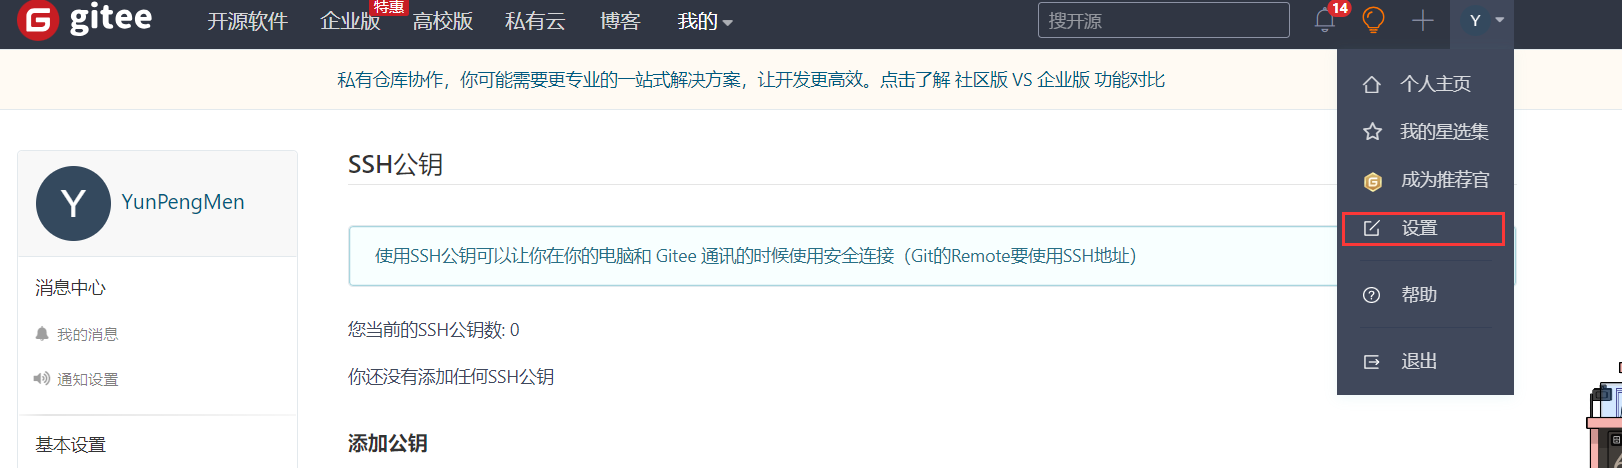 gitee 开源软件 企业版 特惠 高校版 私有云 博客 我的 搜开源 14 Y
私有仓库协作，你可能需要更专业的一站式解决方案，让开发更高效。点击了解 社区版 VS 企业版 功能对比
个人主页
我的星选集
成为推荐官
设置
帮助
退出
Y YunPengMen
消息中心
我的消息
通知设置
基本设置
SSH公钥
使用SSH公钥可以让你在你的电脑和 Gitee 通讯的时候使用安全连接（Git的Remote要使用SSH地址）
您当前的SSH公钥数: 0
你还没有添加任何SSH公钥
添加公钥